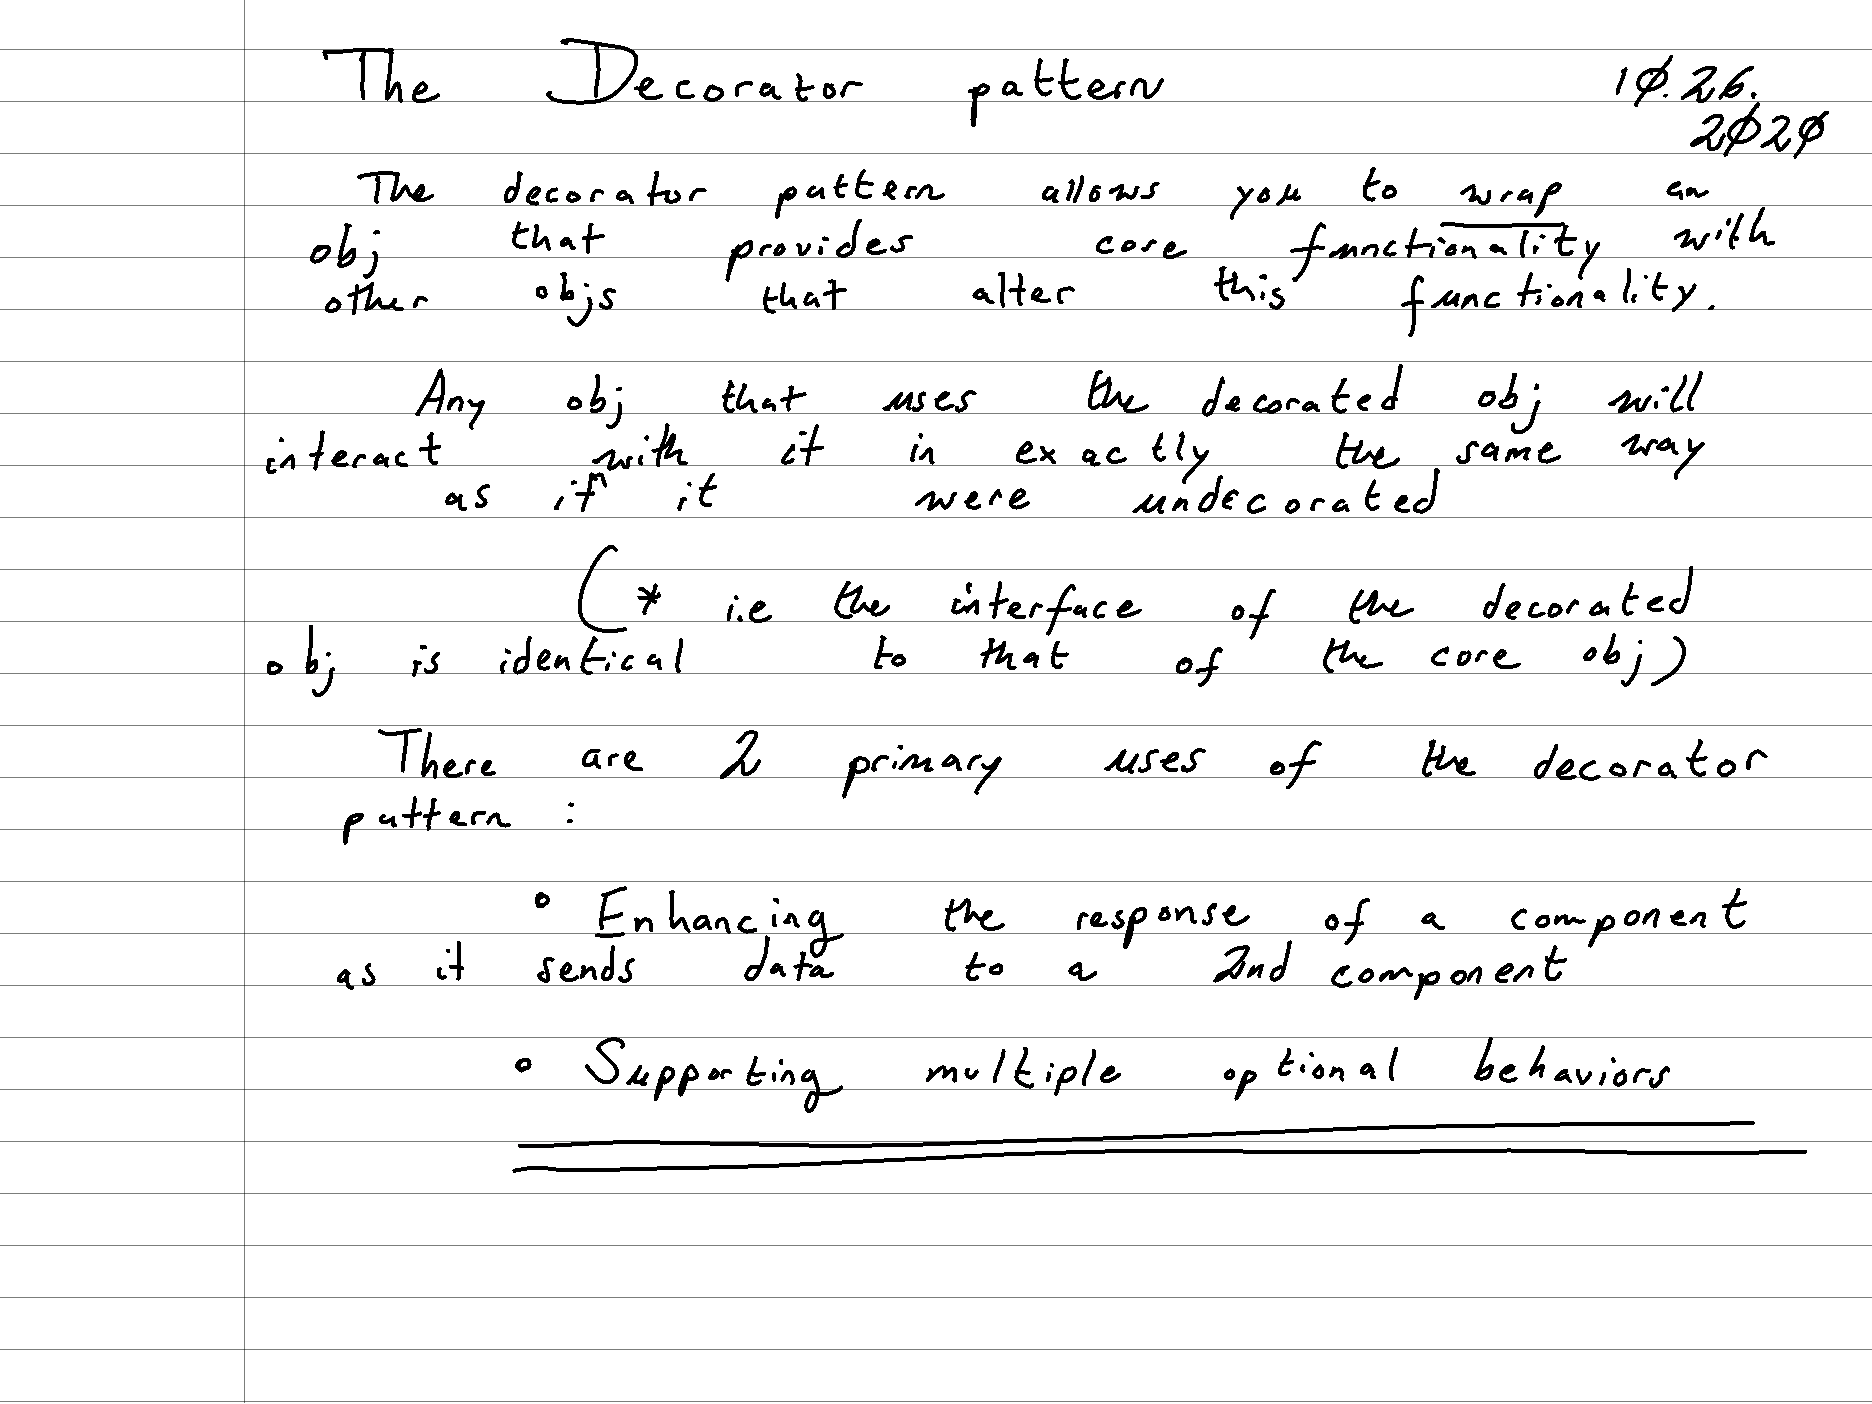 The Decorator pattern
10.26.
2020
The decorator pattern allows you to wrap an
obj that provides core functionality with
other objs that alter this functionality.
Any obj that uses the decorated obj will
interact with it in exactly the same way
as if it were undecorated
(* i.e the interface of the decorated
obj is identical to that of the core obj)
There are 2 primary uses of the decorator
pattern :
° Enhancing the response of a component
as it sends data to a 2nd component
° Supporting multiple optional behaviors